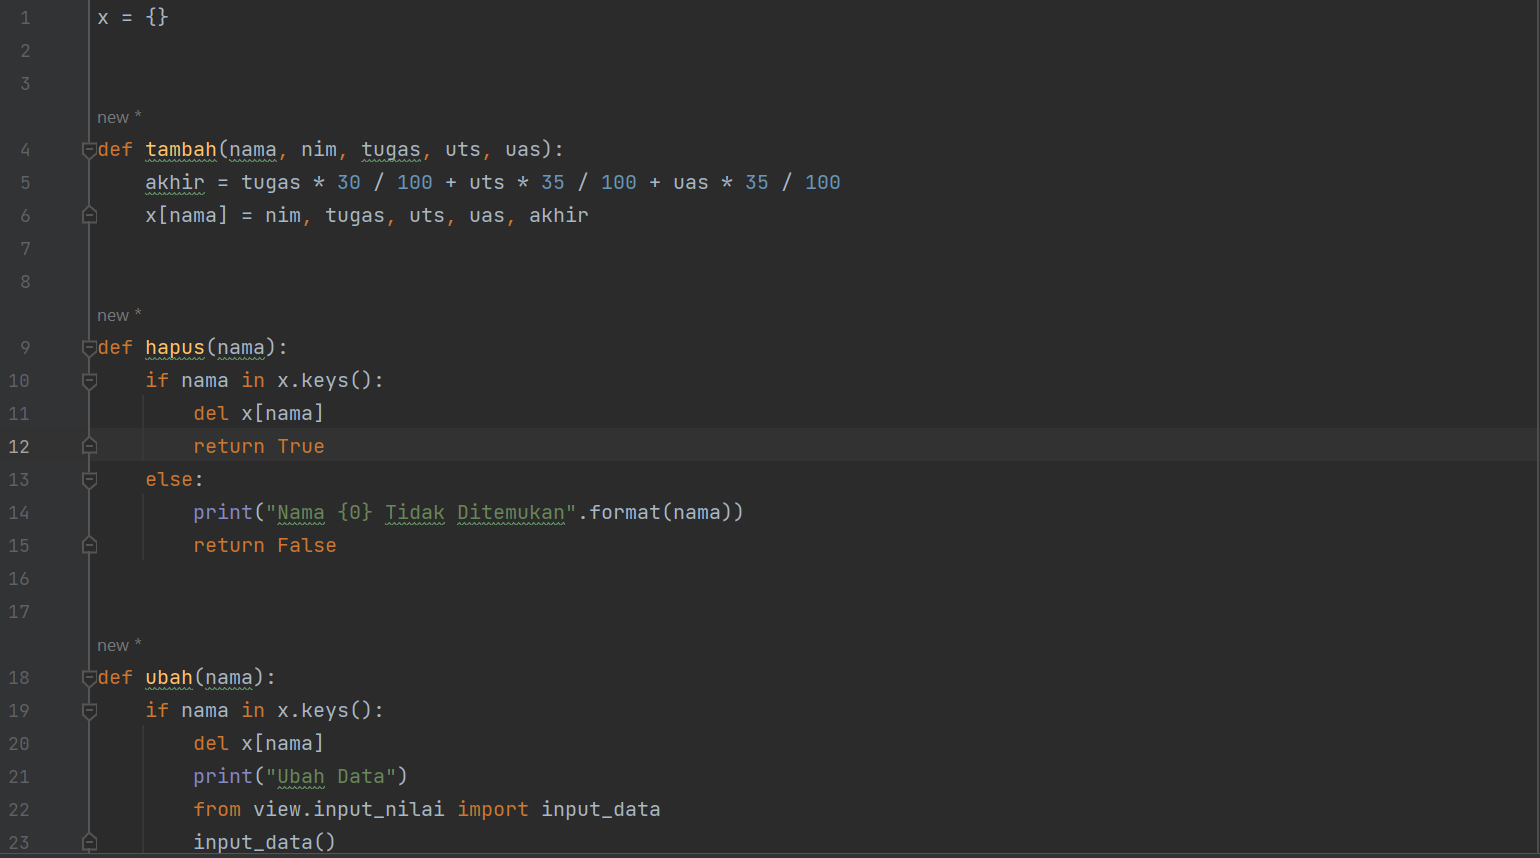 1 x = {}
2
3
new *
4 def tambah(nama, nim, tugas, uts, uas):
5     akhir = tugas * 30 / 100 + uts * 35 / 100 + uas * 35 / 100
6     x[nama] = nim, tugas, uts, uas, akhir
7
8
new *
9 def hapus(nama):
10     if nama in x.keys():
11         del x[nama]
12         return True
13     else:
14         print("Nama {0} Tidak Ditemukan".format(nama))
15         return False
16
17
new *
18 def ubah(nama):
19     if nama in x.keys():
20         del x[nama]
21         print("Ubah Data")
22         from view.input_nilai import input_data
23         input_data()